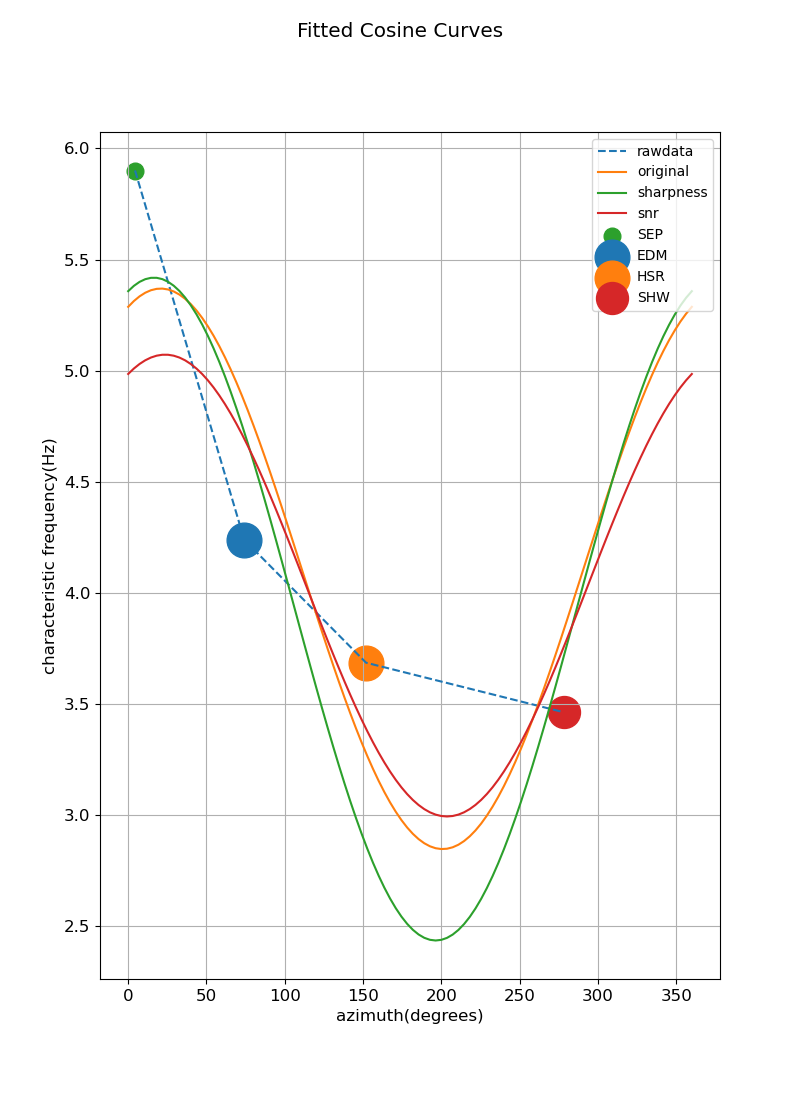 Fitted Cosine Curves
6.0
5.5
5.0
4.5
4.0
3.5
3.0
2.5
characteristic frequency(Hz)
rawdata
original
sharpness
snr
SEP
EDM
HSR
SHW
0 50 100 150 200 250 300 350
azimuth(degrees)